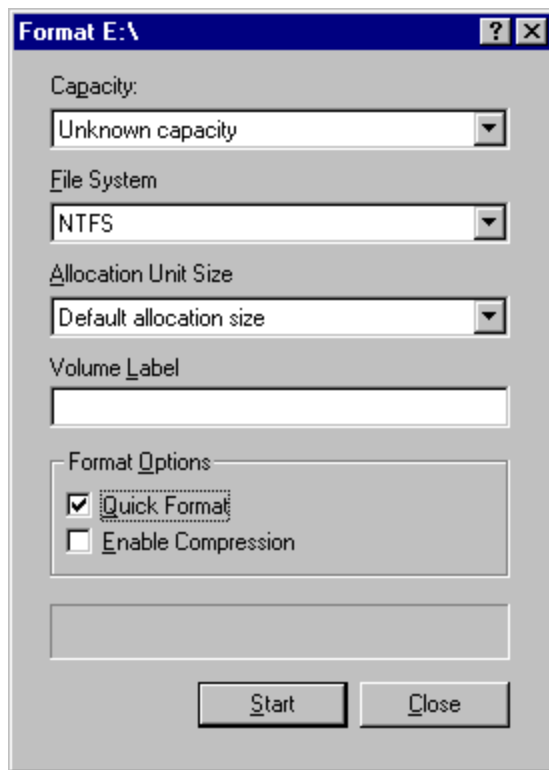 Format E:\
?
Capacity:
Unknown capacity
File System
NTFS
Allocation Unit Size
Default allocation size
Volume Label
Format Options
Quick Format
Enable Compression
Start
Close